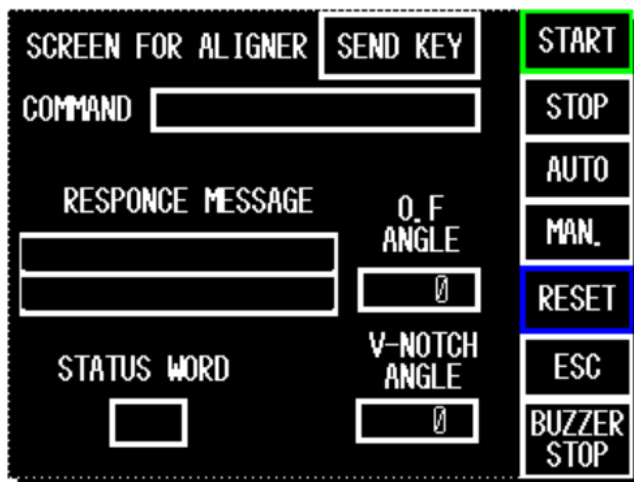 SCREEN FOR ALIGNER
SEND KEY
COMMAND
RESPONCE MESSAGE
O.F
ANGLE
0
STATUS WORD
V-NOTCH
ANGLE
0
START
STOP
AUTO
MAN.
RESET
ESC
BUZZER
STOP